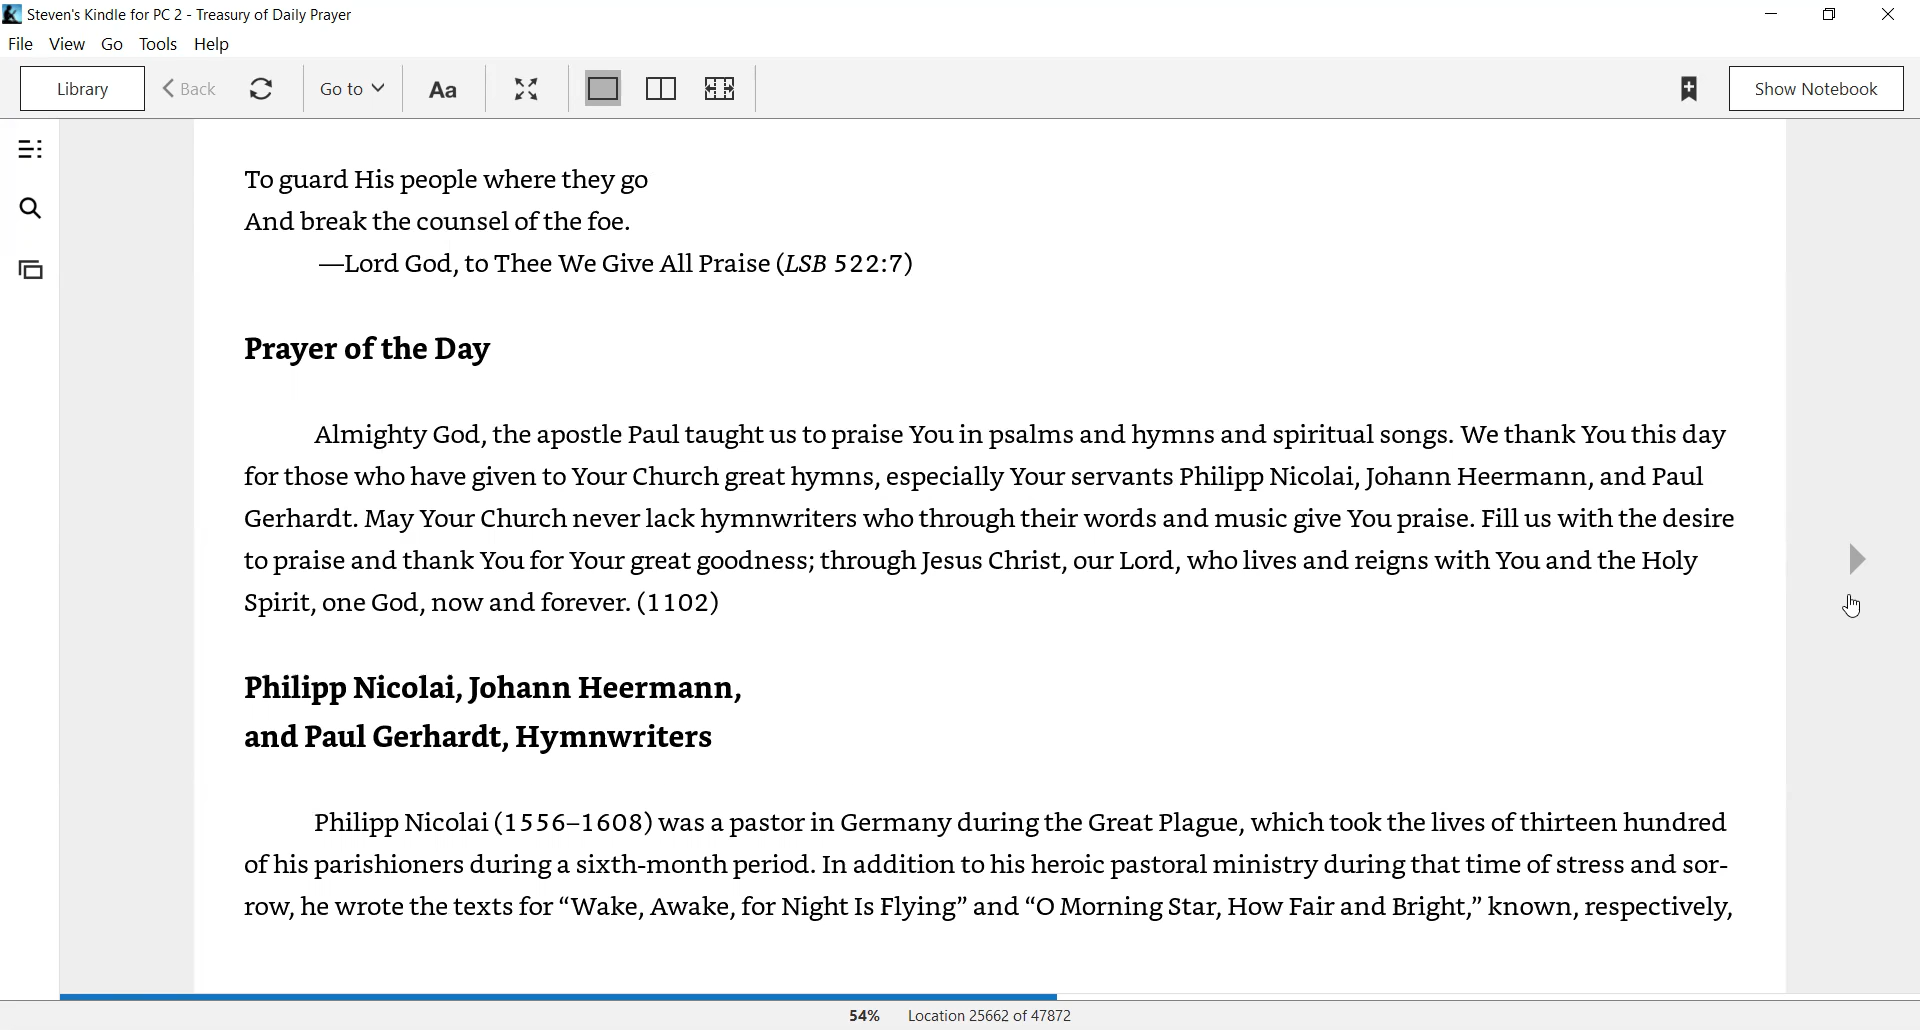 Steven's Kindle for PC 2 - Treasury of Daily Prayer
File View Go Tools Help
Library Back Go to Aa Show Notebook
To guard His people where they go
And break the counsel of the foe.
—Lord God, to Thee We Give All Praise (LSB 522:7)
Prayer of the Day
Almighty God, the apostle Paul taught us to praise You in psalms and hymns and spiritual songs. We thank You this day
for those who have given to Your Church great hymns, especially Your servants Philipp Nicolai, Johann Heermann, and Paul
Gerhardt. May Your Church never lack hymnwriters who through their words and music give You praise. Fill us with the desire
to praise and thank You for Your great goodness; through Jesus Christ, our Lord, who lives and reigns with You and the Holy
Spirit, one God, now and forever. (1102)
Philipp Nicolai, Johann Heermann,
and Paul Gerhardt, Hymnwriters
Philipp Nicolai (1556–1608) was a pastor in Germany during the Great Plague, which took the lives of thirteen hundred
of his parishioners during a sixth-month period. In addition to his heroic pastoral ministry during that time of stress and sor-
row, he wrote the texts for “Wake, Awake, for Night Is Flying” and “O Morning Star, How Fair and Bright,” known, respectively,
54% Location 25662 of 47872